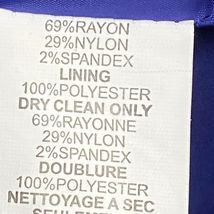 69%RAYON
29%NYLON
2%SPANDEX
LINING
100%POLYESTER
DRY CLEAN ONLY
69%RAYONNE
29%NYLON
2%SPANDEX
DOUBLURE
100%POLYESTER
NETTOYAGE A SEC
SEULEMENT